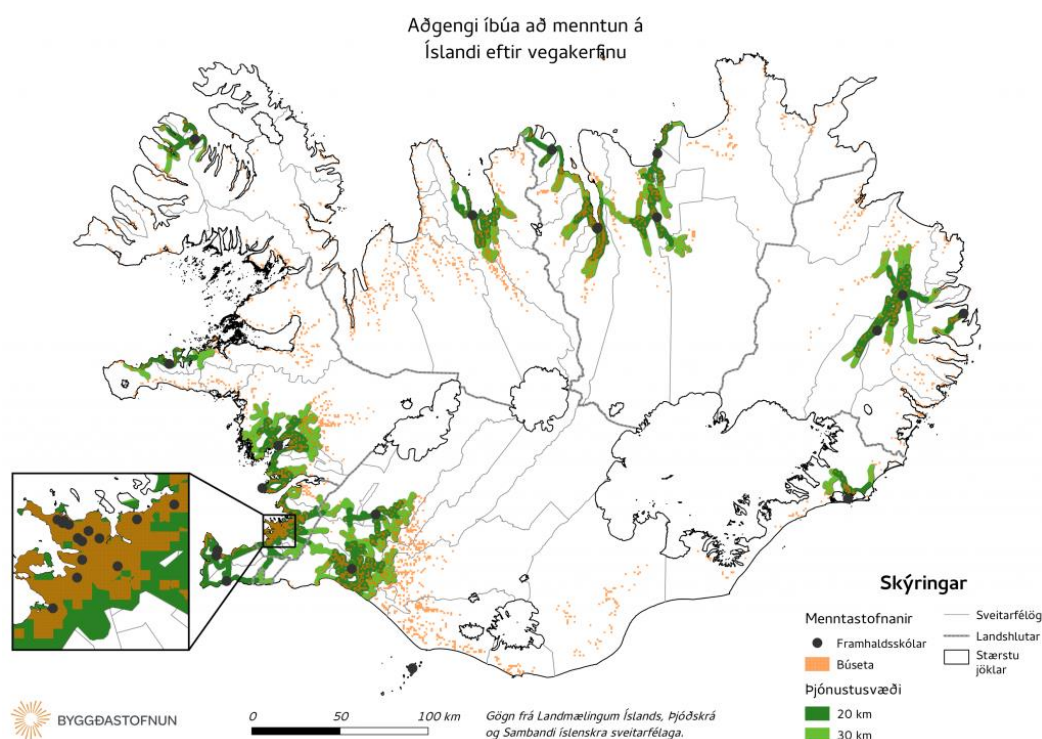 Aðgengi íbúa að menntun á
Íslandi eftir vegakerfinu
Skýringar
Menntastofnanir
Framhaldsskólar
Búseta
Þjónustusvæði
20 km
30 km
Sveitarfélög
Landshlutar
Stærstu
jöklar
BYGGÐASTOFNUN
0 50 100 km
Gögn frá Landmælingum Íslands, Þjóðskrá
og Sambandi íslenskra sveitarfélaga.